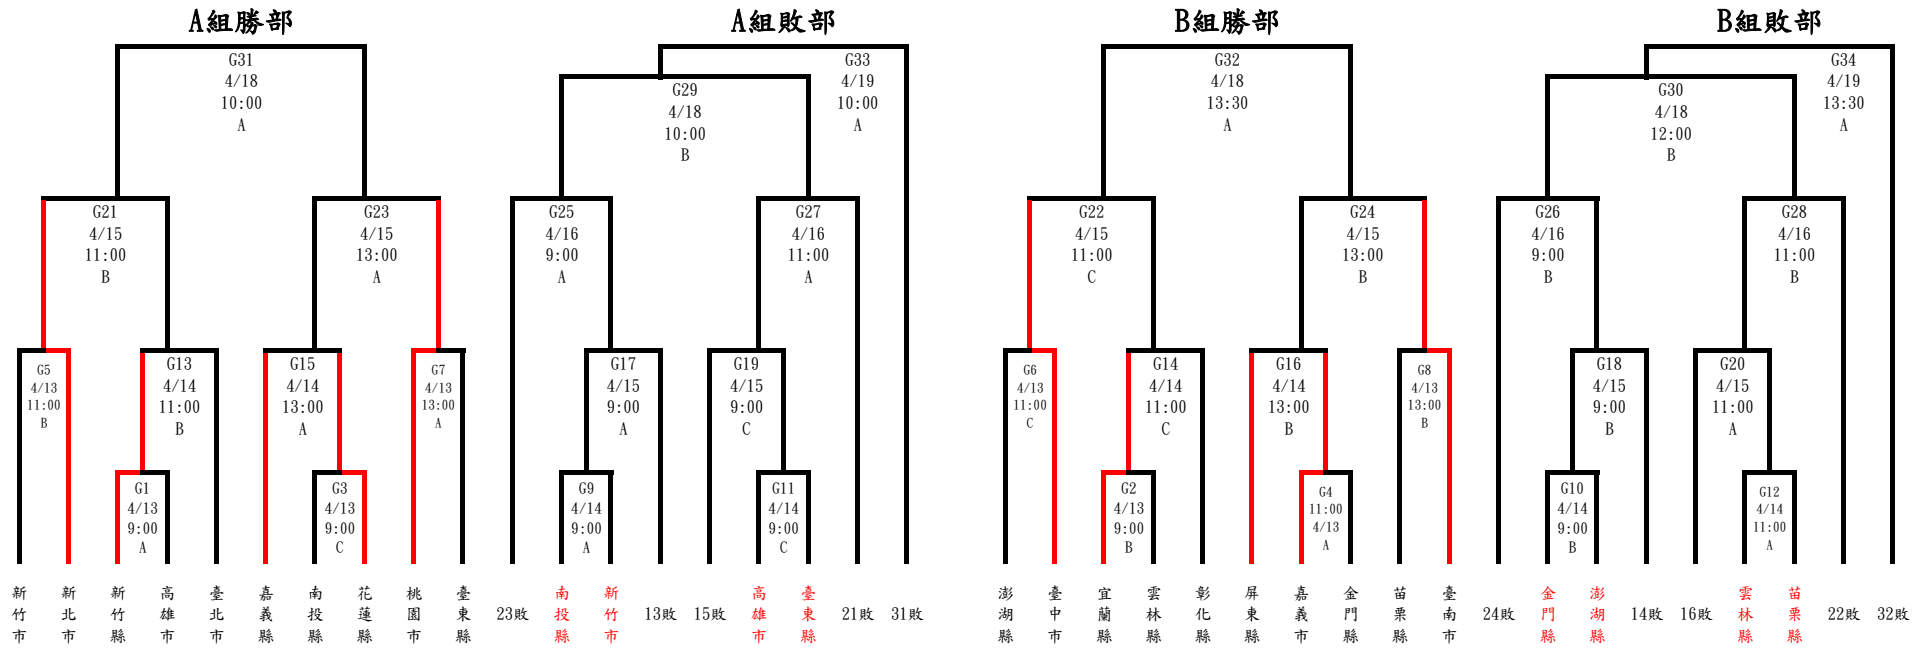 A組勝部
A組敗部
B組勝部
B組敗部
G31
4/18
10:00
A
G33
4/19
10:00
A
G29
4/18
10:00
B
G32
4/18
13:30
A
G34
4/19
13:30
A
G30
4/18
12:00
B
G21
4/15
11:00
B
G23
4/15
13:00
A
G25
4/16
9:00
A
G27
4/16
11:00
A
G22
4/15
11:00
C
G24
4/15
13:00
B
G26
4/16
9:00
B
G28
4/16
11:00
B
G5
4/13
11:00
B
G13
4/14
11:00
B
G15
4/14
13:00
A
G7
4/13
13:00
A
G17
4/15
9:00
A
G19
4/15
9:00
C
G6
4/13
11:00
C
G14
4/14
11:00
C
G16
4/14
13:00
B
G8
4/13
13:00
B
G18
4/15
9:00
B
G20
4/15
11:00
A
G1
4/13
9:00
A
G3
4/13
9:00
C
G9
4/14
9:00
A
G11
4/14
9:00
C
G2
4/13
9:00
B
G4
11:00
4/13
A
G10
4/14
9:00
B
G12
4/14
11:00
A
新竹市
新北市
新竹縣
高雄市
臺北市
嘉義縣
南投縣
花蓮縣
桃園市
臺東縣
23敗
南投縣
新竹市
13敗
15敗
高雄市
臺東縣
21敗
31敗
澎湖縣
臺中市
宜蘭縣
雲林縣
彰化縣
屏東縣
嘉義市
金門縣
苗栗縣
臺南市
24敗
金門縣
澎湖縣
14敗
16敗
雲林縣
苗栗縣
22敗
32敗